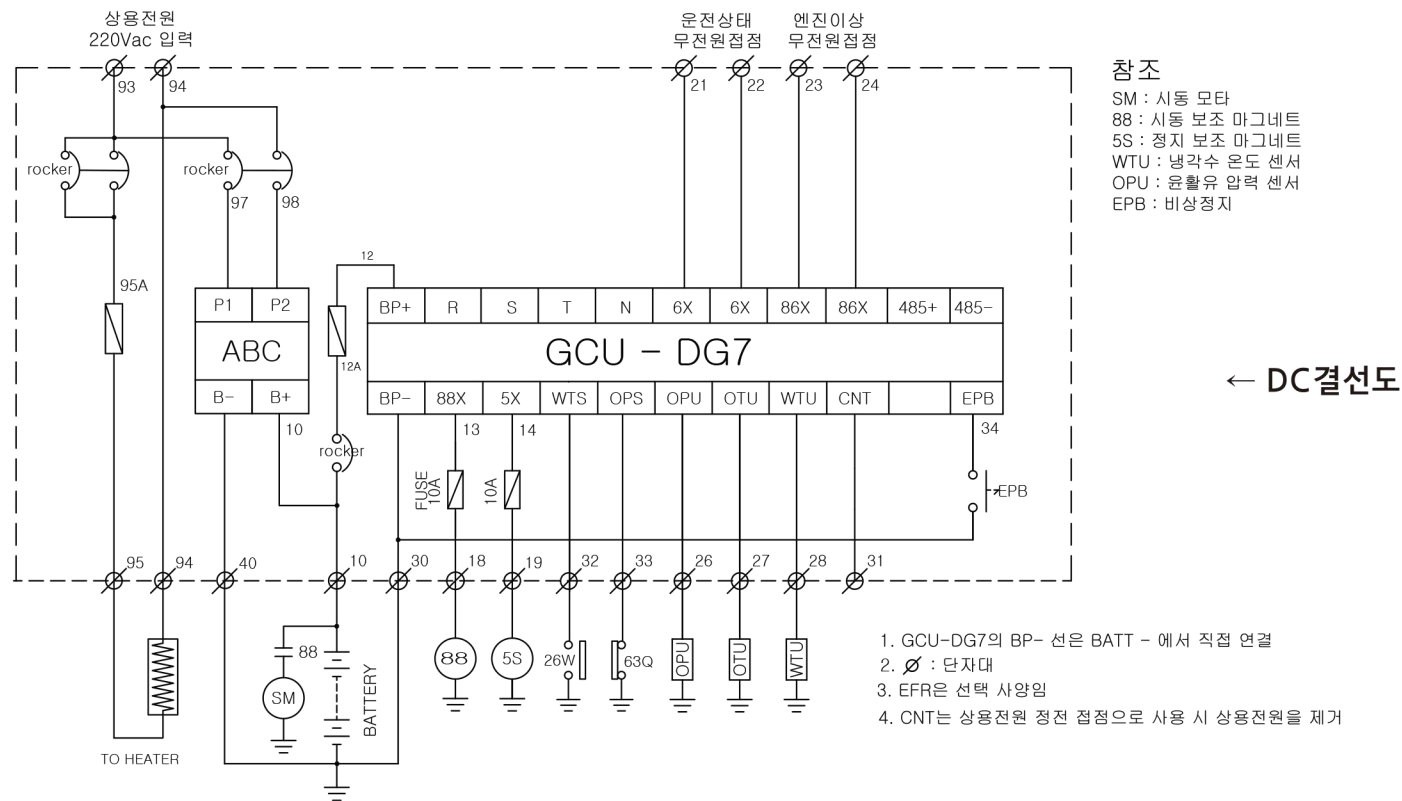 상용전원
220Vac 입력
운전상태
무전원접점
엔진이상
무전원접점
93
94
21
22
23
24
참조
SM : 시동 모타
88 : 시동 보조 마그네트
5S : 정지 보조 마그네트
WTU : 냉각수 온도 센서
OPU : 윤활유 압력 센서
EPB : 비상정지
rocker
rocker
97
98
12
95A
P1
P2
ABC
B-
B+
10
12A
rocker
BP+
R
S
T
N
6X
6X
86X
86X
485+
485-
GCU - DG7
BP-
88X
5X
WTS
OPS
OPU
OTU
WTU
CNT
EPB
← DC결선도
13
14
34
FUSE
10A
10A
EPB
95
94
40
10
30
18
19
32
33
26
27
28
31
88
SM
BATTERY
88
5S
26W
63Q
OPU
OTU
WTU
TO HEATER
1. GCU-DG7의 BP- 선은 BATT - 에서 직접 연결
2. ∅ : 단자대
3. EFR은 선택 사양임
4. CNT는 상용전원 정전 접점으로 사용 시 상용전원을 제거